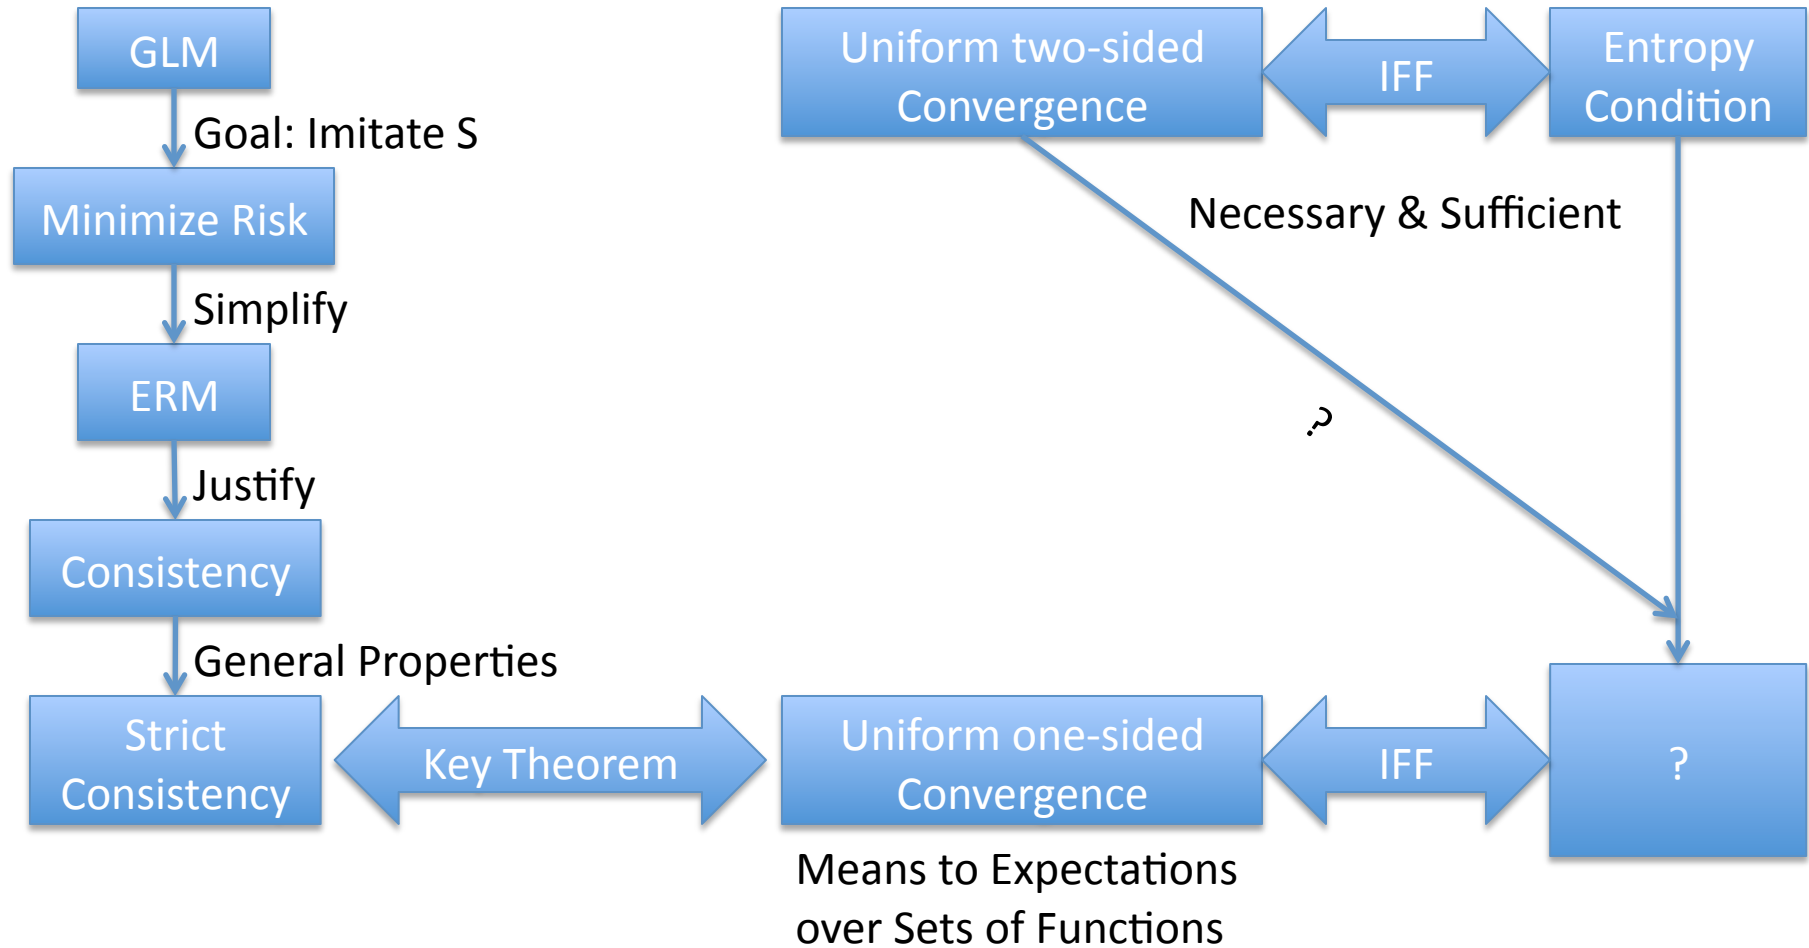 GLM
Goal: Imitate S
Minimize Risk
Simplify
ERM
Justify
Consistency
General Properties
Strict
Consistency
Key Theorem
Uniform two-sided
Convergence
IFF
Entropy
Condition
Necessary & Sufficient
?
Uniform one-sided
Convergence
IFF
?
Means to Expectations
over Sets of Functions